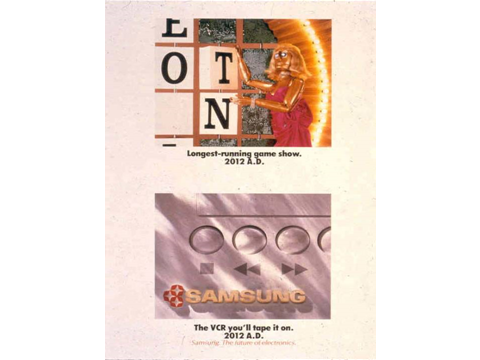 E
O T
N
Longest-running game show.
2012 A.D.
SAMSUNG
The VCR you'll tape it on.
2012 A.D.
Samsung. The future of electronics.